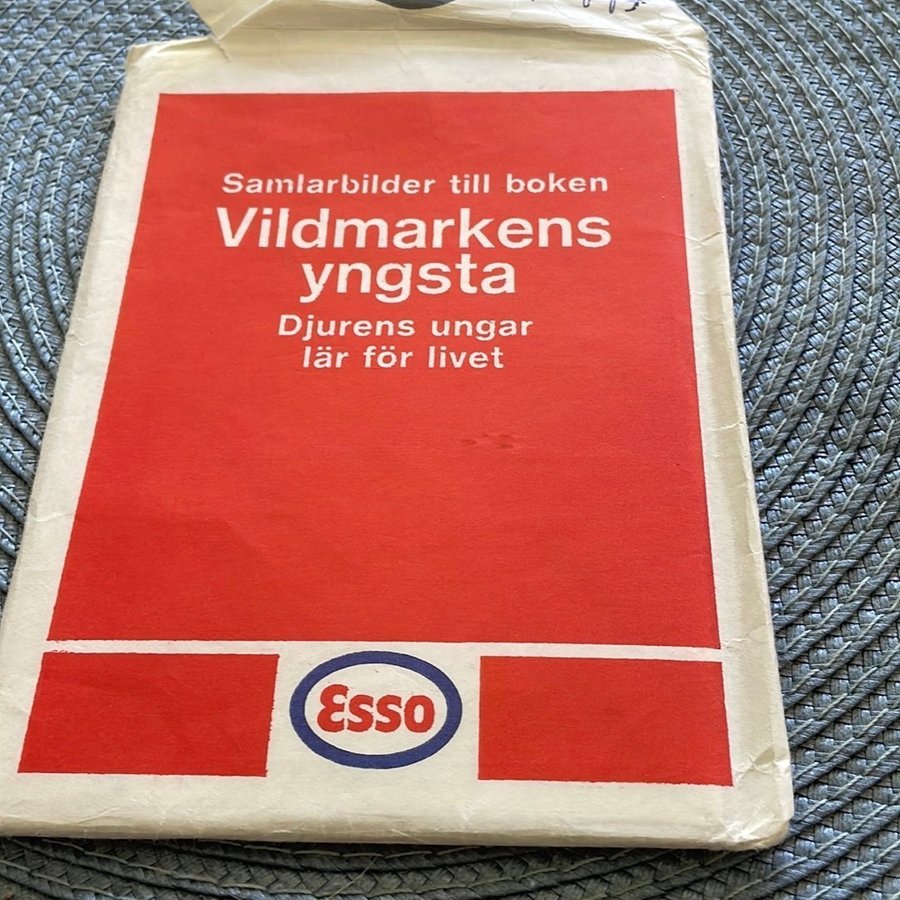 Samlarbilder till boken
Vildmarkens
yngsta
Djurens ungar
lär för livet
Esso